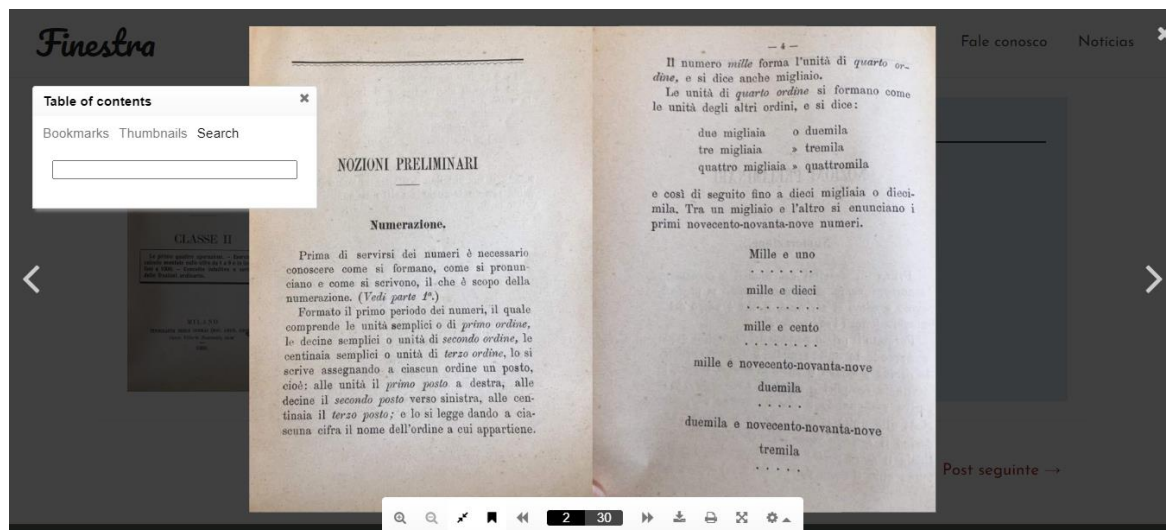 Finestra
Fale conosco
Noticias
Table of contents
Bookmarks Thumbnails Search
CLASSE II
MILANO
NOZIONI PRELIMINARI
Numerazione.
Prima di servirsi dei numeri è necessario
conoscere come si formano, come si pronun-
ciano e come si scrivono, il che è scopo della
numerazione. (Vedi parte 1ª.)
Formato il primo periodo dei numeri, il quale
comprende le unità semplici o di primo ordine,
le decine semplici o unità di secondo ordine, le
centinaia semplici o unità di terzo ordine, lo si
scrive assegnando a ciascun ordine un posto,
cioè: alle unità il primo posto a destra, alle
decine il secondo posto verso sinistra, alle cen-
tinaia il terzo posto; e lo si legge dando a cia-
scuna cifra il nome dell'ordine a cui appartiene.
— 4 —
Il numero mille forma l'unità di quarto or-
dine, e si dice anche migliaio.
Le unità di quarto ordine si formano come
le unità degli altri ordini, e si dice:
due migliaia o duemila
tre migliaia » tremila
quattro migliaia » quattromila
e così di seguito fino a dieci migliaia o dieci-
mila. Tra un migliaio e l'altro si enunciano i
primi novecento-novanta-nove numeri.
Mille e uno
. . . . . . .
mille e dieci
. . . . . . . .
mille e cento
. . . . . . . .
mille e novecento-novanta-nove
duemila
. . . . .
duemila e novecento-novanta-nove
tremila
. . . . .
Post seguinte →
2 30